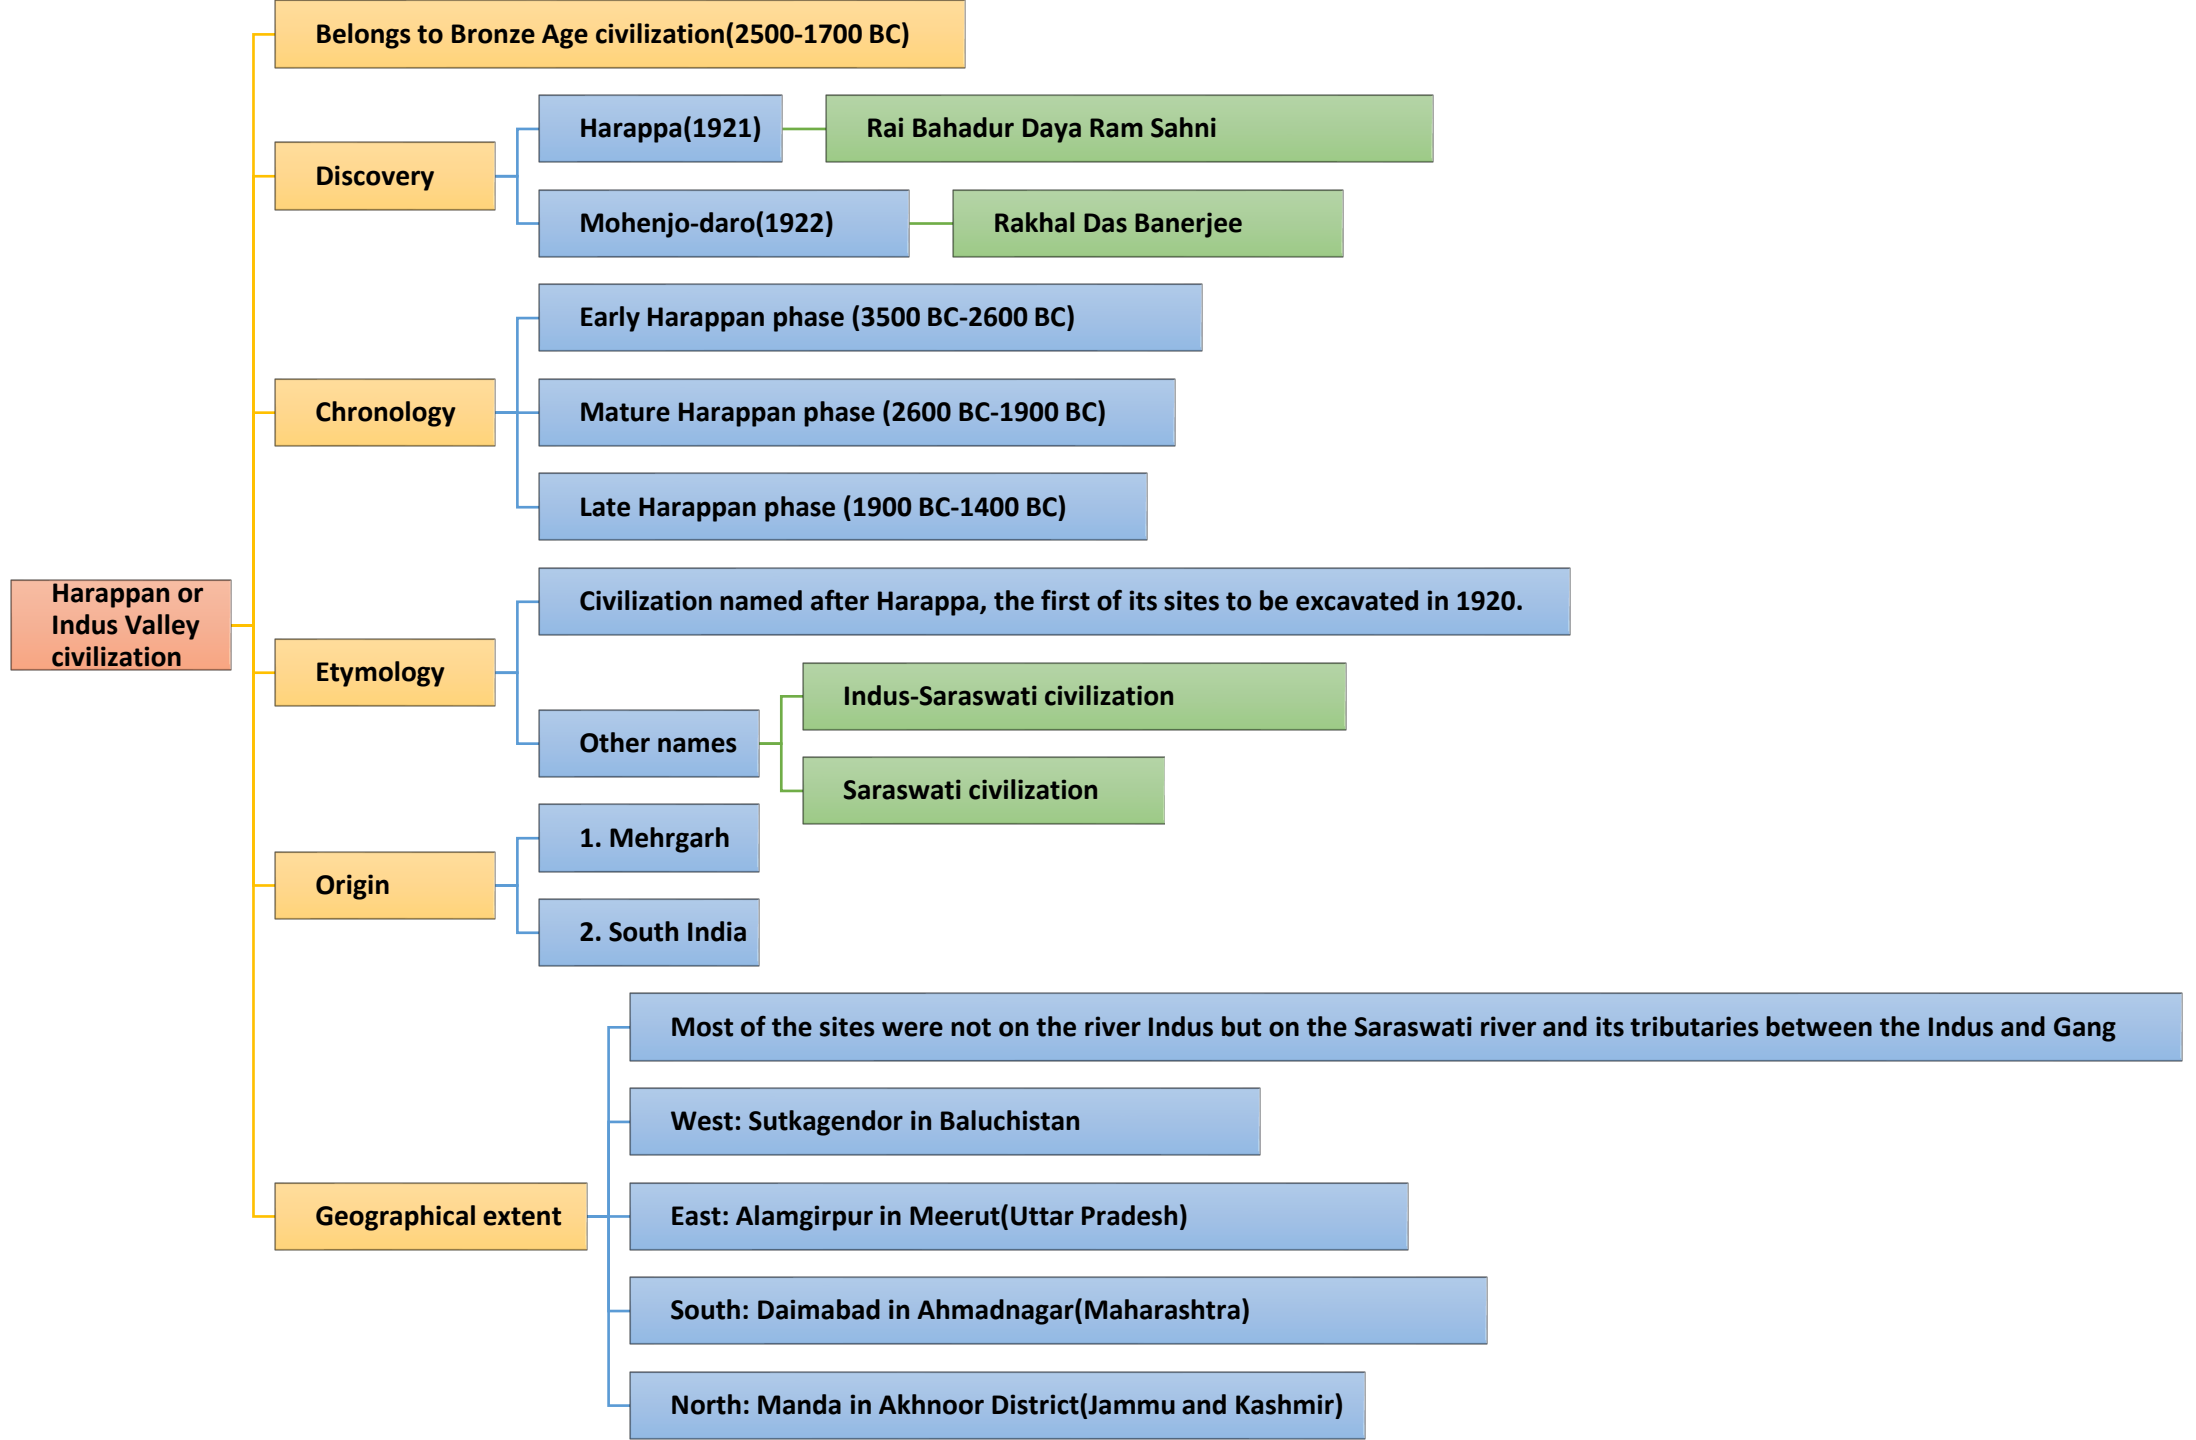 Belongs to Bronze Age civilization(2500-1700 BC)
Discovery
Harappa(1921)
Rai Bahadur Daya Ram Sahni
Mohenjo-daro(1922)
Rakhal Das Banerjee
Chronology
Early Harappan phase (3500 BC-2600 BC)
Mature Harappan phase (2600 BC-1900 BC)
Late Harappan phase (1900 BC-1400 BC)
Harappan or
Indus Valley
civilization
Etymology
Civilization named after Harappa, the first of its sites to be excavated in 1920.
Other names
Indus-Saraswati civilization
Saraswati civilization
Origin
1. Mehrgarh
2. South India
Geographical extent
Most of the sites were not on the river Indus but on the Saraswati river and its tributaries between the Indus and Gang
West: Sutkagendor in Baluchistan
East: Alamgirpur in Meerut(Uttar Pradesh)
South: Daimabad in Ahmadnagar(Maharashtra)
North: Manda in Akhnoor District(Jammu and Kashmir)